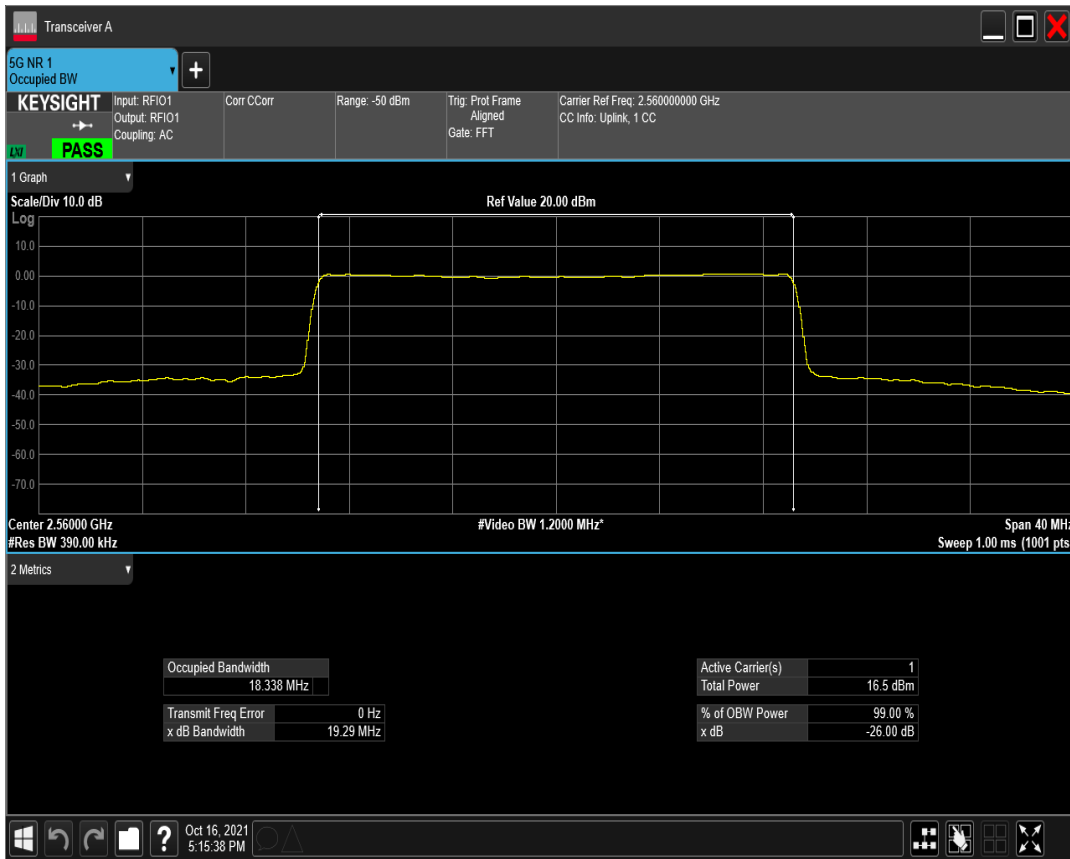 Transceiver A
5G NR 1
Occupied BW
KEYSIGHT
LXI
PASS
Input: RFIO1
Output: RFIO1
Coupling: AC
Corr CCorr
Range: -50 dBm
Trig: Prot Frame
Aligned
Gate: FFT
Carrier Ref Freq: 2.560000000 GHz
CC Info: Uplink, 1 CC
1 Graph
Scale/Div 10.0 dB
Ref Value 20.00 dBm
Log
10.0
0.00
-10.0
-20.0
-30.0
-40.0
-50.0
-60.0
-70.0
Center 2.56000 GHz
#Video BW 1.2000 MHz*
Span 40 MHz
#Res BW 390.00 kHz
Sweep 1.00 ms (1001 pts
2 Metrics
Occupied Bandwidth
18.338 MHz
Transmit Freq Error 0 Hz
x dB Bandwidth 19.29 MHz
Active Carrier(s) 1
Total Power 16.5 dBm
% of OBW Power 99.00 %
x dB -26.00 dB
?
Oct 16, 2021
5:15:38 PM